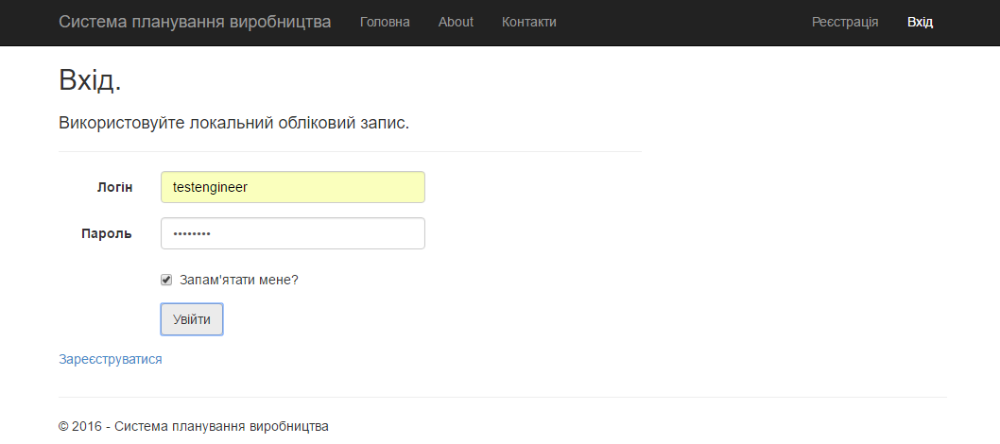 Система планування виробництва Головна About Контакти Реєстрація Вхід
Вхід.
Використовуйте локальний обліковий запис.
Логін testengineer
Пароль ••••••••
Запам'ятати мене?
Увійти
Зареєструватися
© 2016 - Система планування виробництва